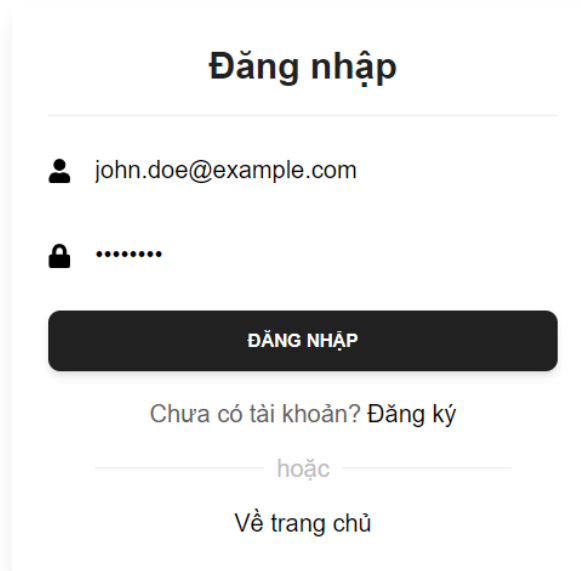 Đăng nhập
john.doe@example.com
••••••••
ĐĂNG NHẬP
Chưa có tài khoản? Đăng ký
hoặc
Về trang chủ